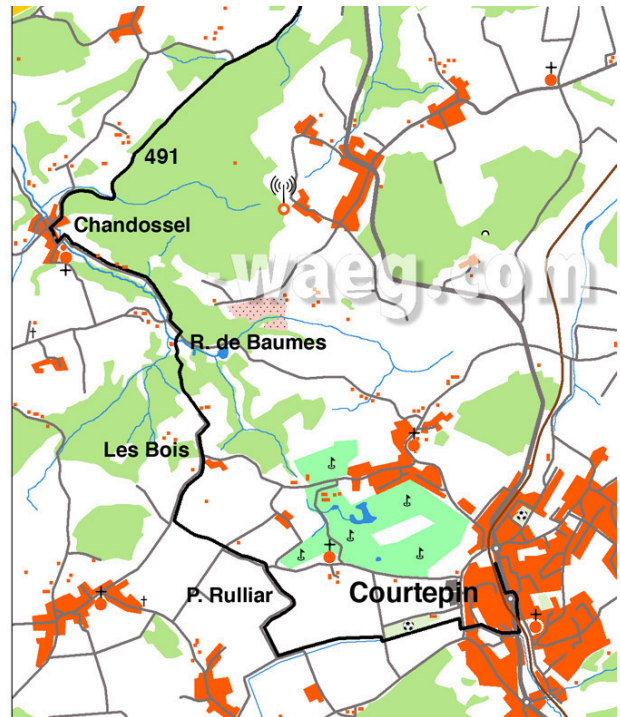 491
Chandossel
waeg.com
R. de Baumes
Les Bois
P. Rulliar
Courtepin